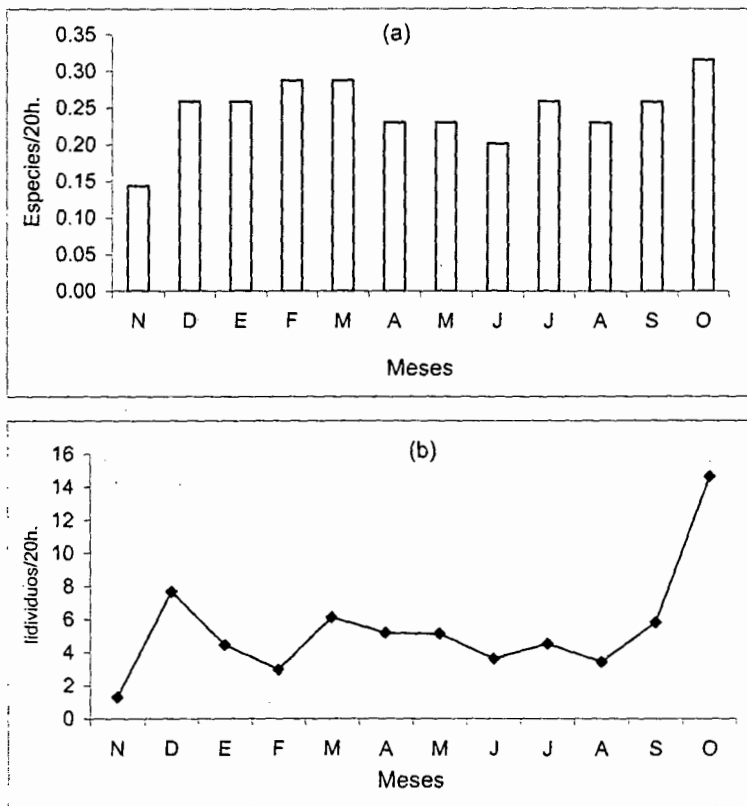 (a)
Especies/20h.
0.35
0.30
0.25
0.20
0.15
0.10
0.05
0.00
N D E F M A M J J A S O
Meses
(b)
Iidividuos/20h.
16
14
12
10
8
6
4
2
0
N D E F M A M J J A S O
Meses